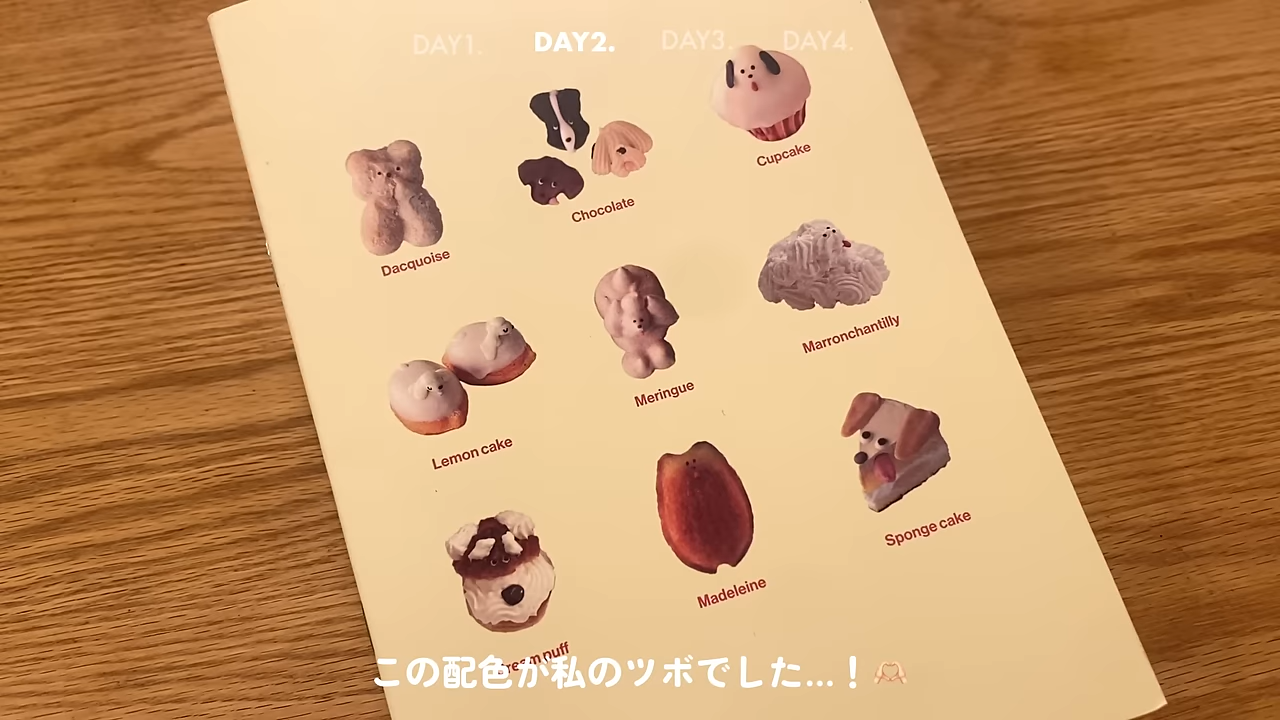 DAY1. DAY2. DAY3. DAY4.
Cupcake
Chocolate
Dacquoise
Marronchantilly
Meringue
Lemon cake
Sponge cake
Madeleine
この配色が私のツボでした...！🫶🏻